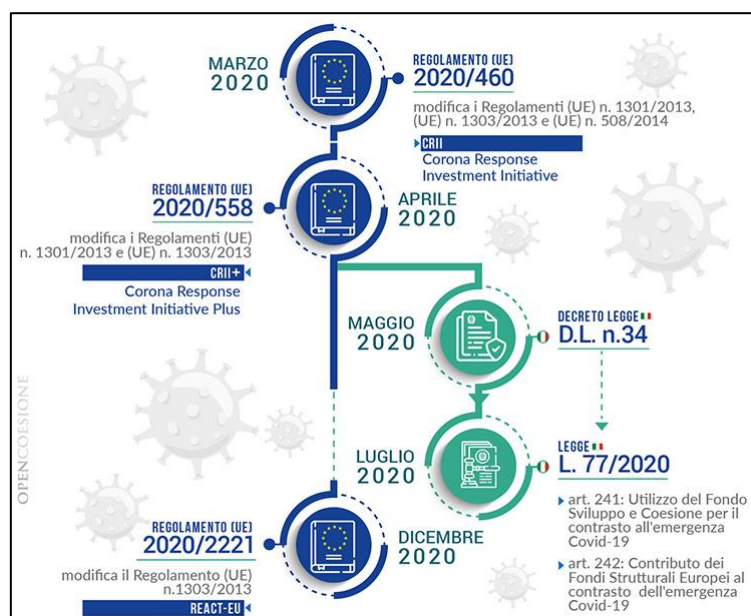 MARZO
2020
REGOLAMENTO (UE)
2020/460
modifica i Regolamenti (UE) n. 1301/2013,
(UE) n. 1303/2013 e (UE) n. 508/2014
CRII
Corona Response
Investment Initiative
REGOLAMENTO (UE)
2020/558
modifica i Regolamenti (UE)
n. 1301/2013 e (UE) n. 1303/2013
CRII+
Corona Response
Investment Initiative Plus
APRILE
2020
MAGGIO
2020
DECRETO LEGGE
D.L. n.34
LUGLIO
2020
LEGGE
L. 77/2020
art. 241: Utilizzo del Fondo
Sviluppo e Coesione per il
contrasto all'emergenza
Covid-19
art. 242: Contributo dei
Fondi Strutturali Europei al
contrasto dell'emergenza
Covid-19
REGOLAMENTO (UE)
2020/2221
modifica il Regolamento (UE)
n.1303/2013
REACT-EU
DICEMBRE
2020
OPENCOESIONE